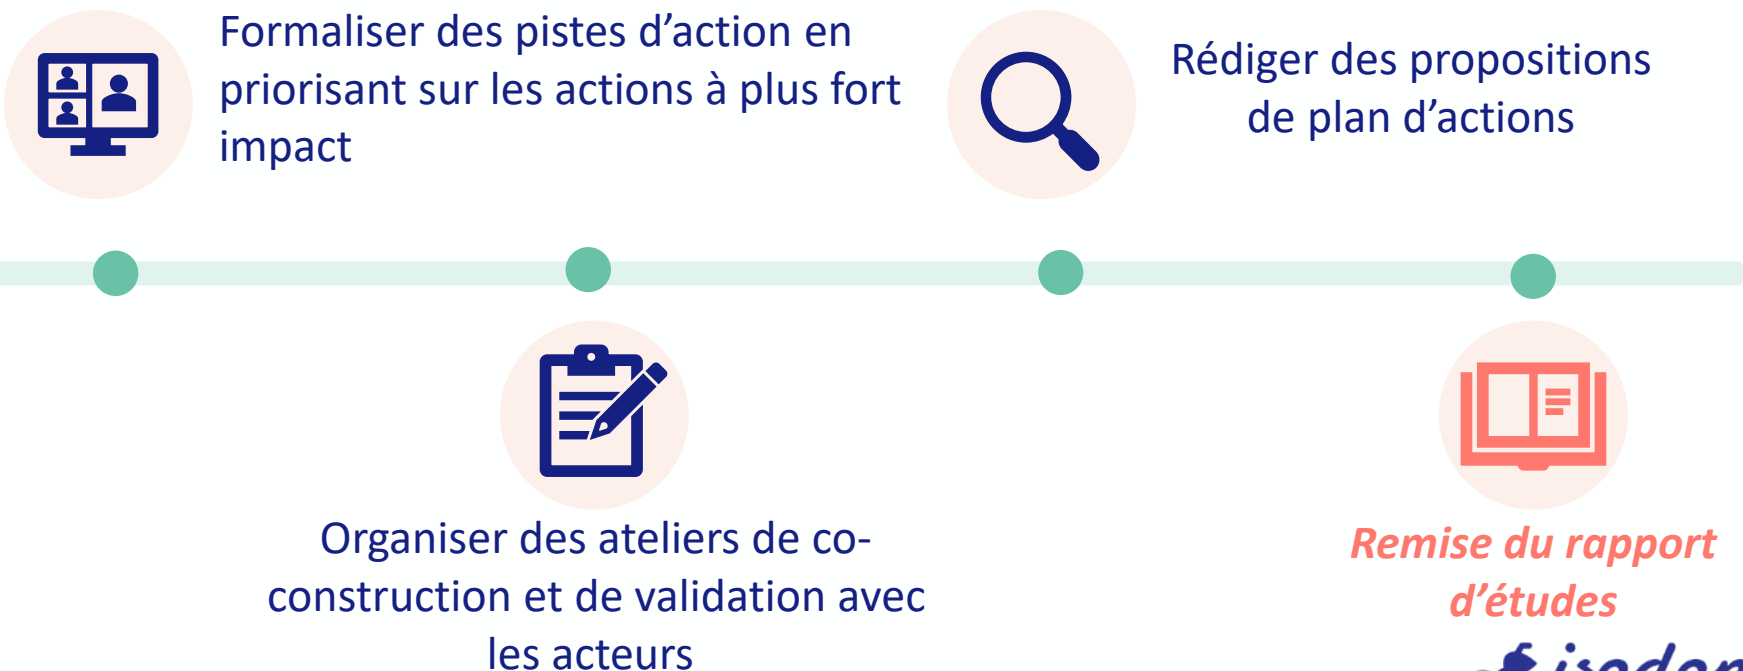 Formaliser des pistes d’action en
priorisant sur les actions à plus fort
impact
Rédiger des propositions
de plan d’actions
Organiser des ateliers de co-
construction et de validation avec
les acteurs
Remise du rapport
d’études